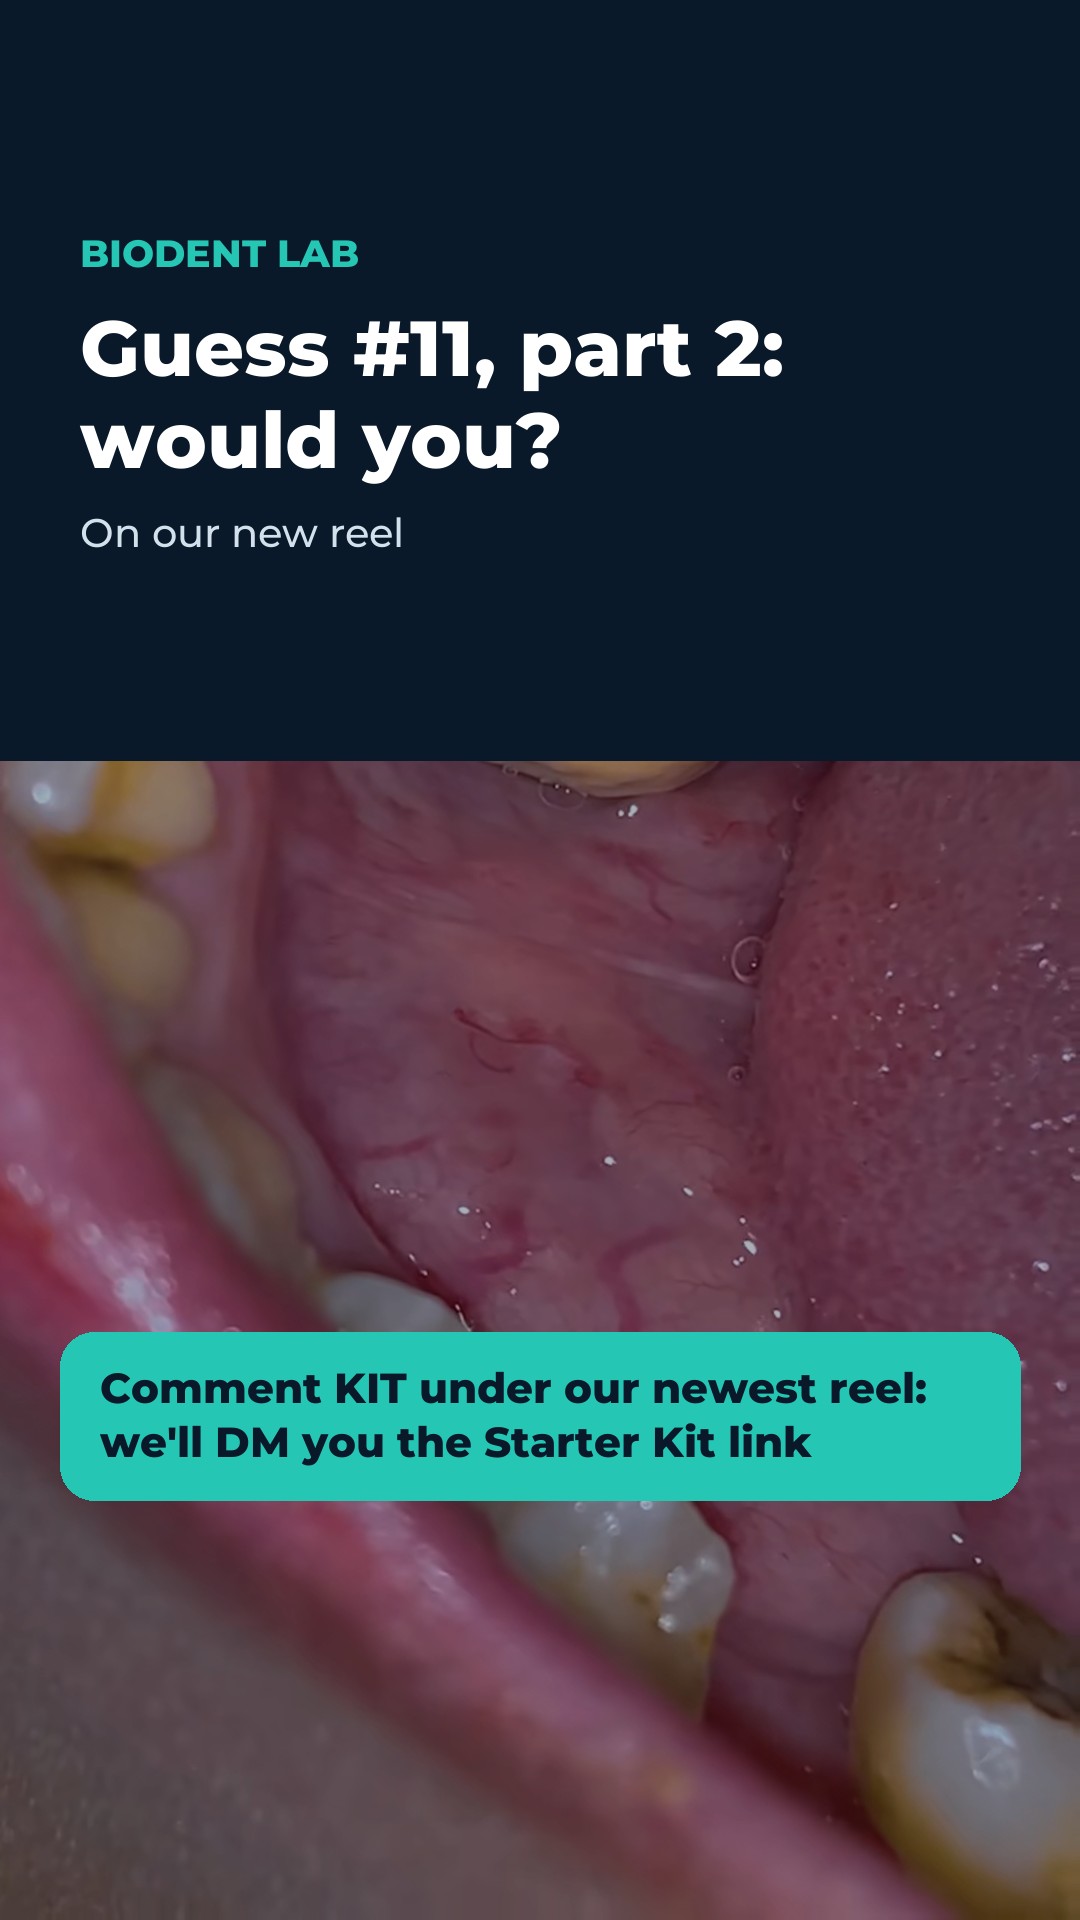 BIODENT LAB
Guess #11, part 2:
would you?
On our new reel
Comment KIT under our newest reel:
we'll DM you the Starter Kit link